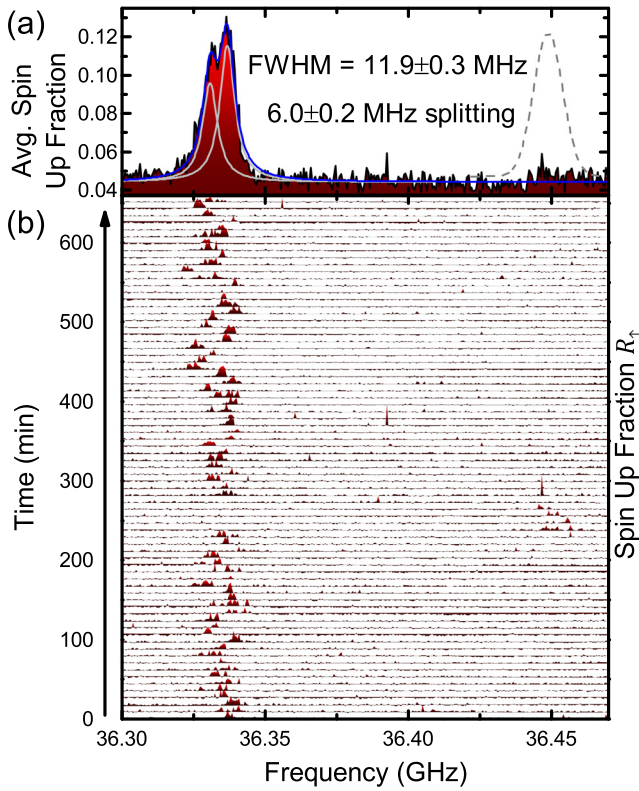 (a)
0.12
0.10
0.08
0.06
0.04
Avg. Spin
Up Fraction
FWHM = 11.9±0.3 MHz
6.0±0.2 MHz splitting
(b)
600
500
400
300
200
100
0
Time (min)
Spin Up Fraction R↑
36.30
36.35
36.40
36.45
Frequency (GHz)